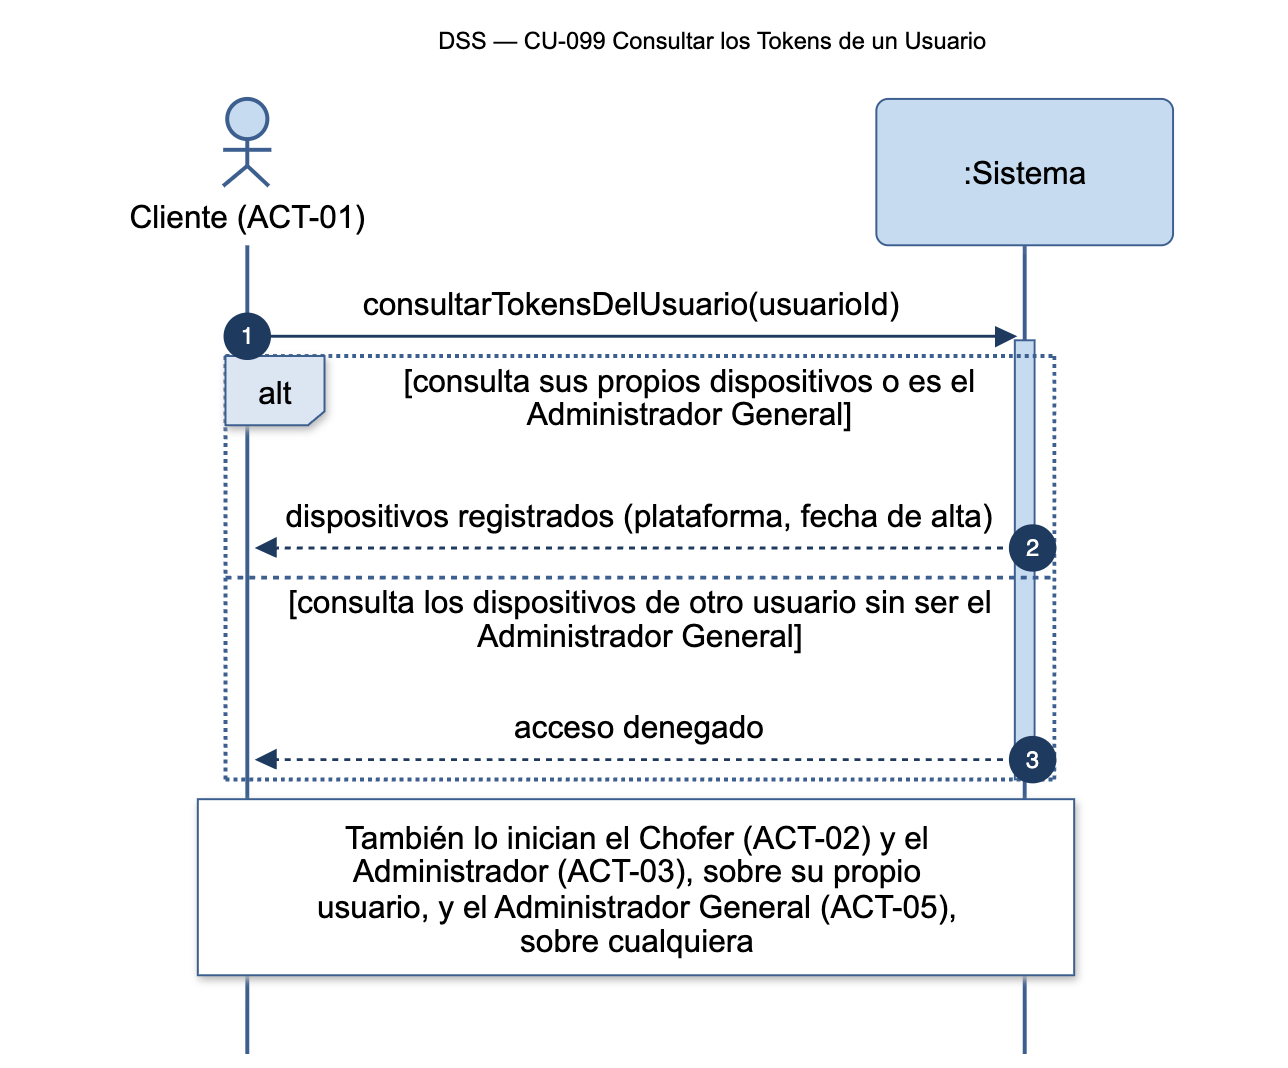 DSS — CU-099 Consultar los Tokens de un Usuario
Cliente (ACT-01)
:Sistema
consultarTokensDelUsuario(usuarioId)
1
alt
[consulta sus propios dispositivos o es el
Administrador General]
dispositivos registrados (plataforma, fecha de alta)
2
[consulta los dispositivos de otro usuario sin ser el
Administrador General]
acceso denegado
3
También lo inician el Chofer (ACT-02) y el
Administrador (ACT-03), sobre su propio
usuario, y el Administrador General (ACT-05),
sobre cualquiera